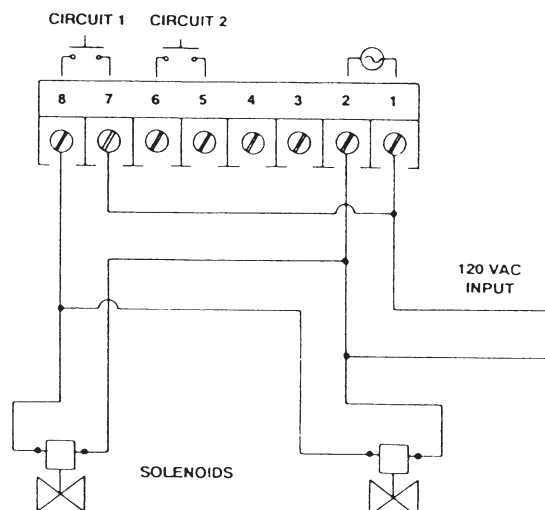 CIRCUIT 1 CIRCUIT 2
8 7 6 5 4 3 2 1
120 VAC
INPUT
SOLENOIDS